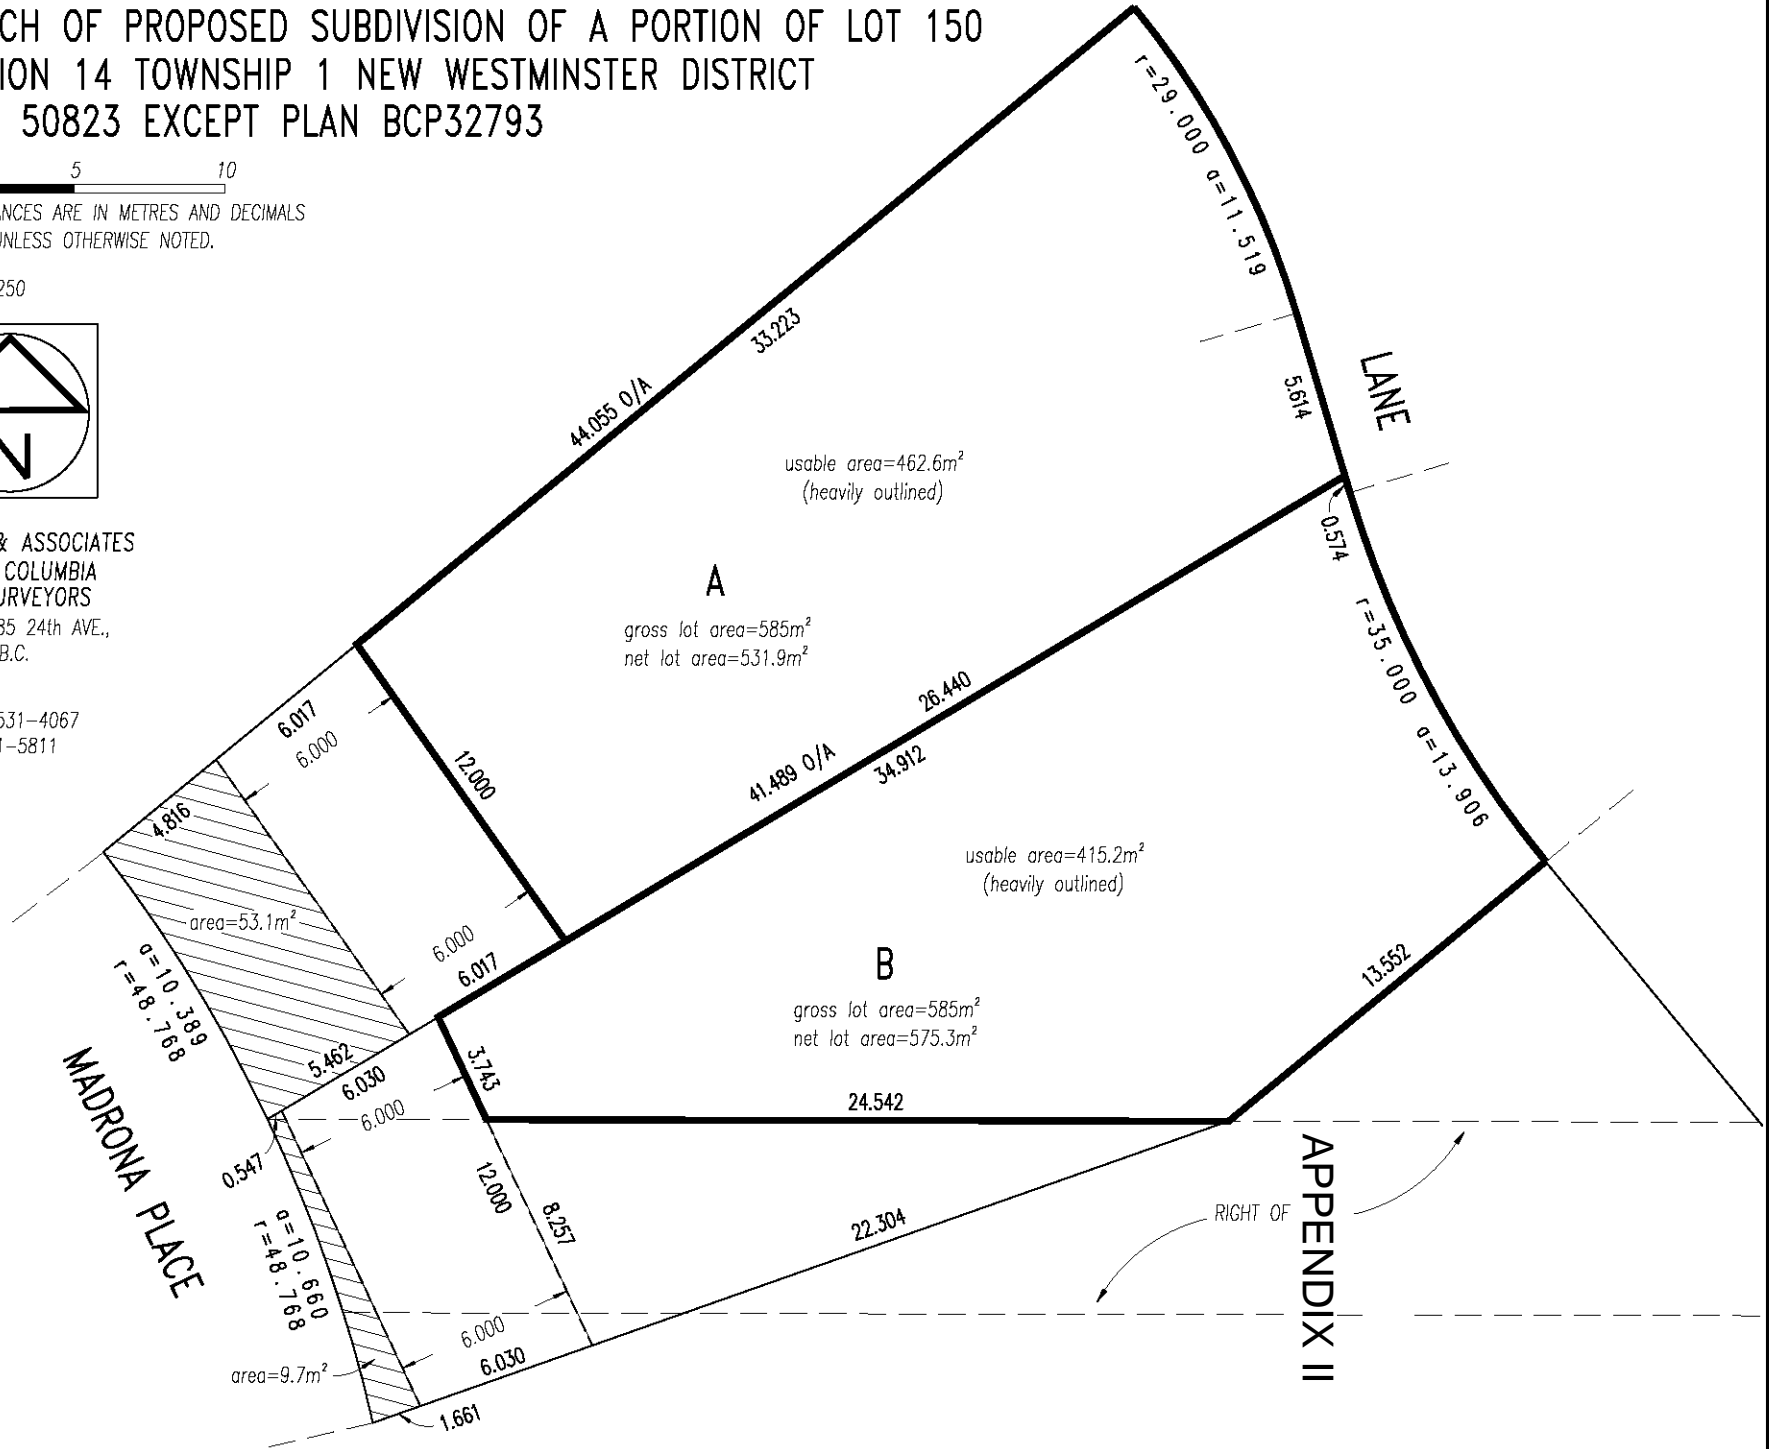 CH OF PROPOSED SUBDIVISION OF A PORTION OF LOT 150
ION 14 TOWNSHIP 1 NEW WESTMINSTER DISTRICT
50823 EXCEPT PLAN BCP32793
5 10
ANCES ARE IN METRES AND DECIMALS
UNLESS OTHERWISE NOTED.
250
N
& ASSOCIATES
COLUMBIA
URVEYORS
85 24th AVE.,
B.C.
531-4067
1-5811
r=29.000 a=11.519
33.223
44.055 O/A
5.614
LANE
usable area=462.6m²
(heavily outlined)
0.574
A
gross lot area=585m²
net lot area=531.9m²
r=35.000 a=13.906
26.440
41.489 O/A
34.912
6.017
6.000
12.000
4.816
area=53.1m²
6.000
6.017
a=10.389
r=48.768
usable area=415.2m²
(heavily outlined)
B
gross lot area=585m²
net lot area=575.3m²
13.552
5.462
6.030
6.000
3.743
24.542
MADRONA PLACE
0.547
12.000
8.257
22.304
RIGHT OF
APPENDIX II
a=10.660
r=48.768
6.000
6.030
area=9.7m²
1.661